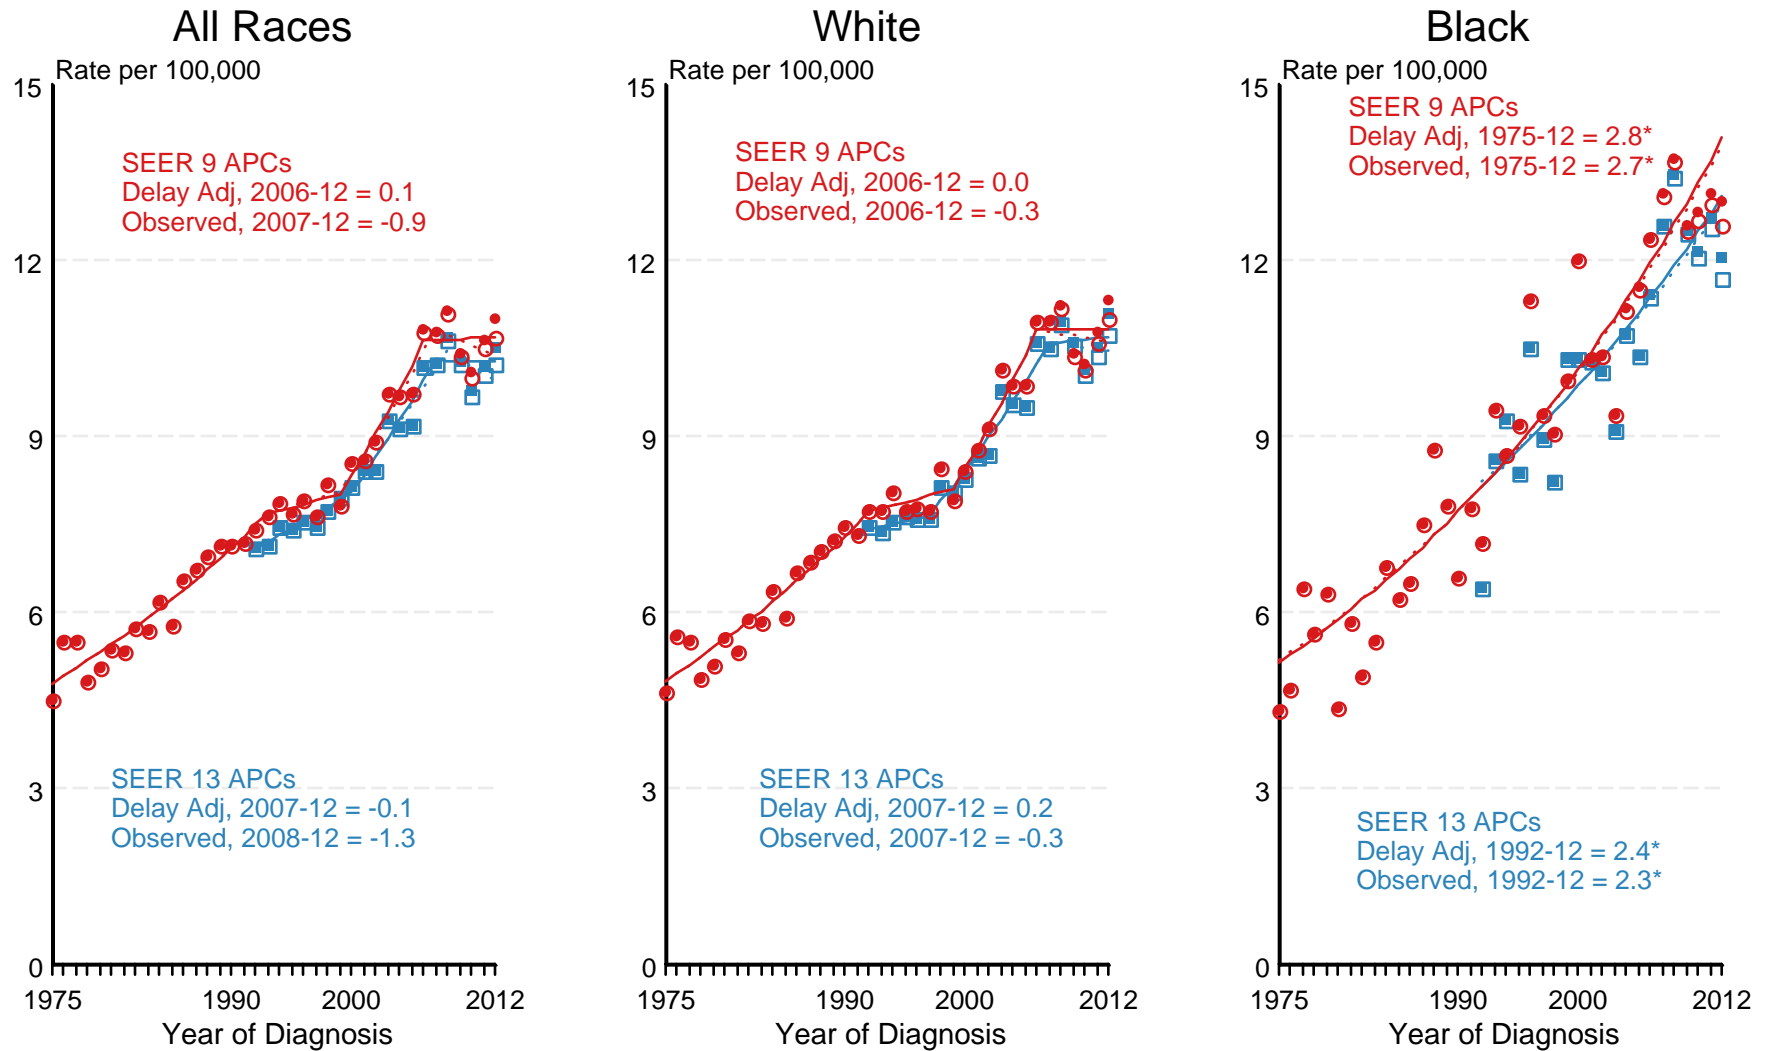 All Races
Rate per 100,000
15
SEER 9 APCs
Delay Adj, 2006-12 = 0.1
Observed, 2007-12 = -0.9
12
9
6
3
SEER 13 APCs
Delay Adj, 2007-12 = -0.1
Observed, 2008-12 = -1.3
0
1975 1990 2000 2012
Year of Diagnosis
White
Rate per 100,000
15
SEER 9 APCs
Delay Adj, 2006-12 = 0.0
Observed, 2006-12 = -0.3
12
9
6
3
SEER 13 APCs
Delay Adj, 2007-12 = 0.2
Observed, 2007-12 = -0.3
0
1975 1990 2000 2012
Year of Diagnosis
Black
Rate per 100,000
15
SEER 9 APCs
Delay Adj, 1975-12 = 2.8*
Observed, 1975-12 = 2.7*
12
9
6
3
SEER 13 APCs
Delay Adj, 1992-12 = 2.4*
Observed, 1992-12 = 2.3*
0
1975 1990 2000 2012
Year of Diagnosis